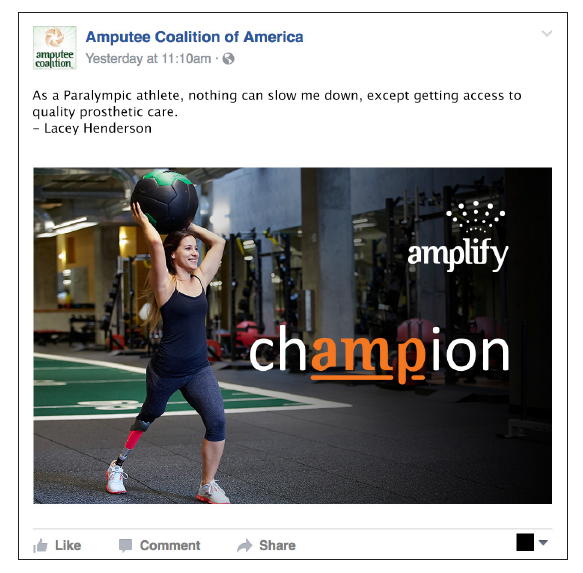 amputee
coalition
Amputee Coalition of America
Yesterday at 11:10am ·
As a Paralympic athlete, nothing can slow me down, except getting access to
quality prosthetic care.
– Lacey Henderson
amplify
champion
Like
Comment
Share